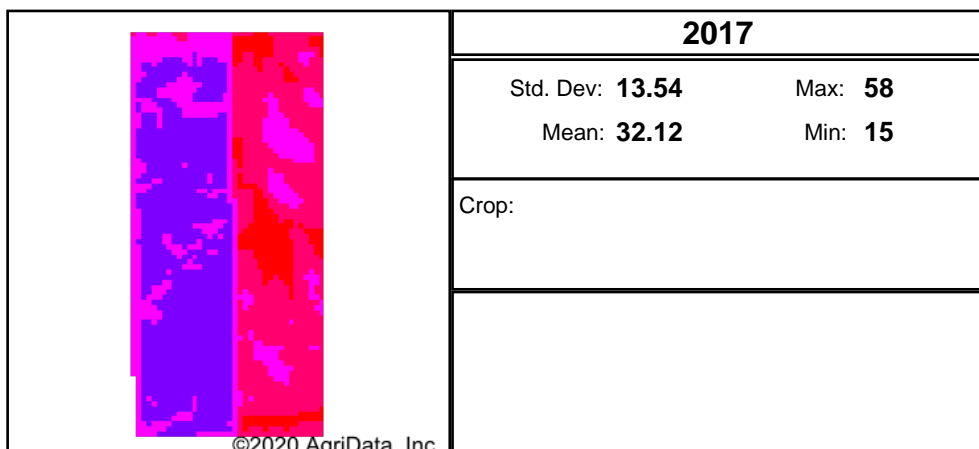 2017
Std. Dev: 13.54 Max: 58
Mean: 32.12 Min: 15
Crop:
©2020 AgriData, Inc.